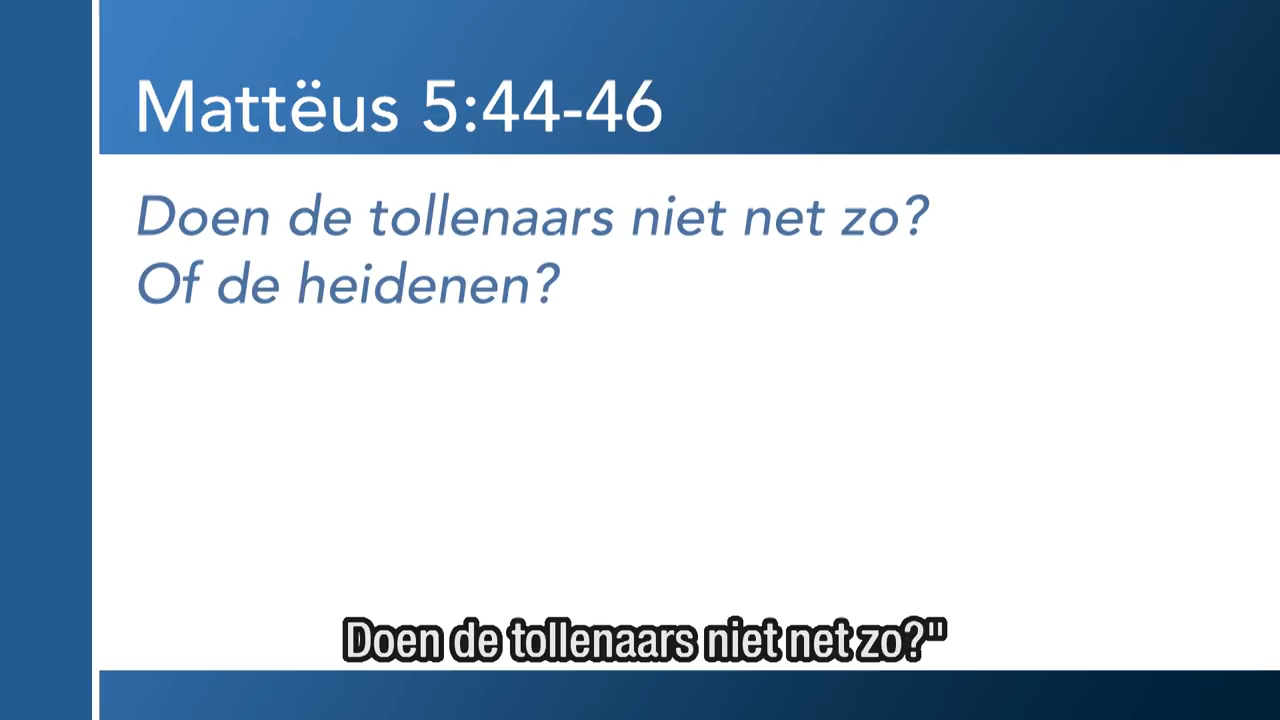 Mattëus 5:44-46
Doen de tollenaars niet net zo?
Of de heidenen?
Doen de tollenaars niet net zo?"